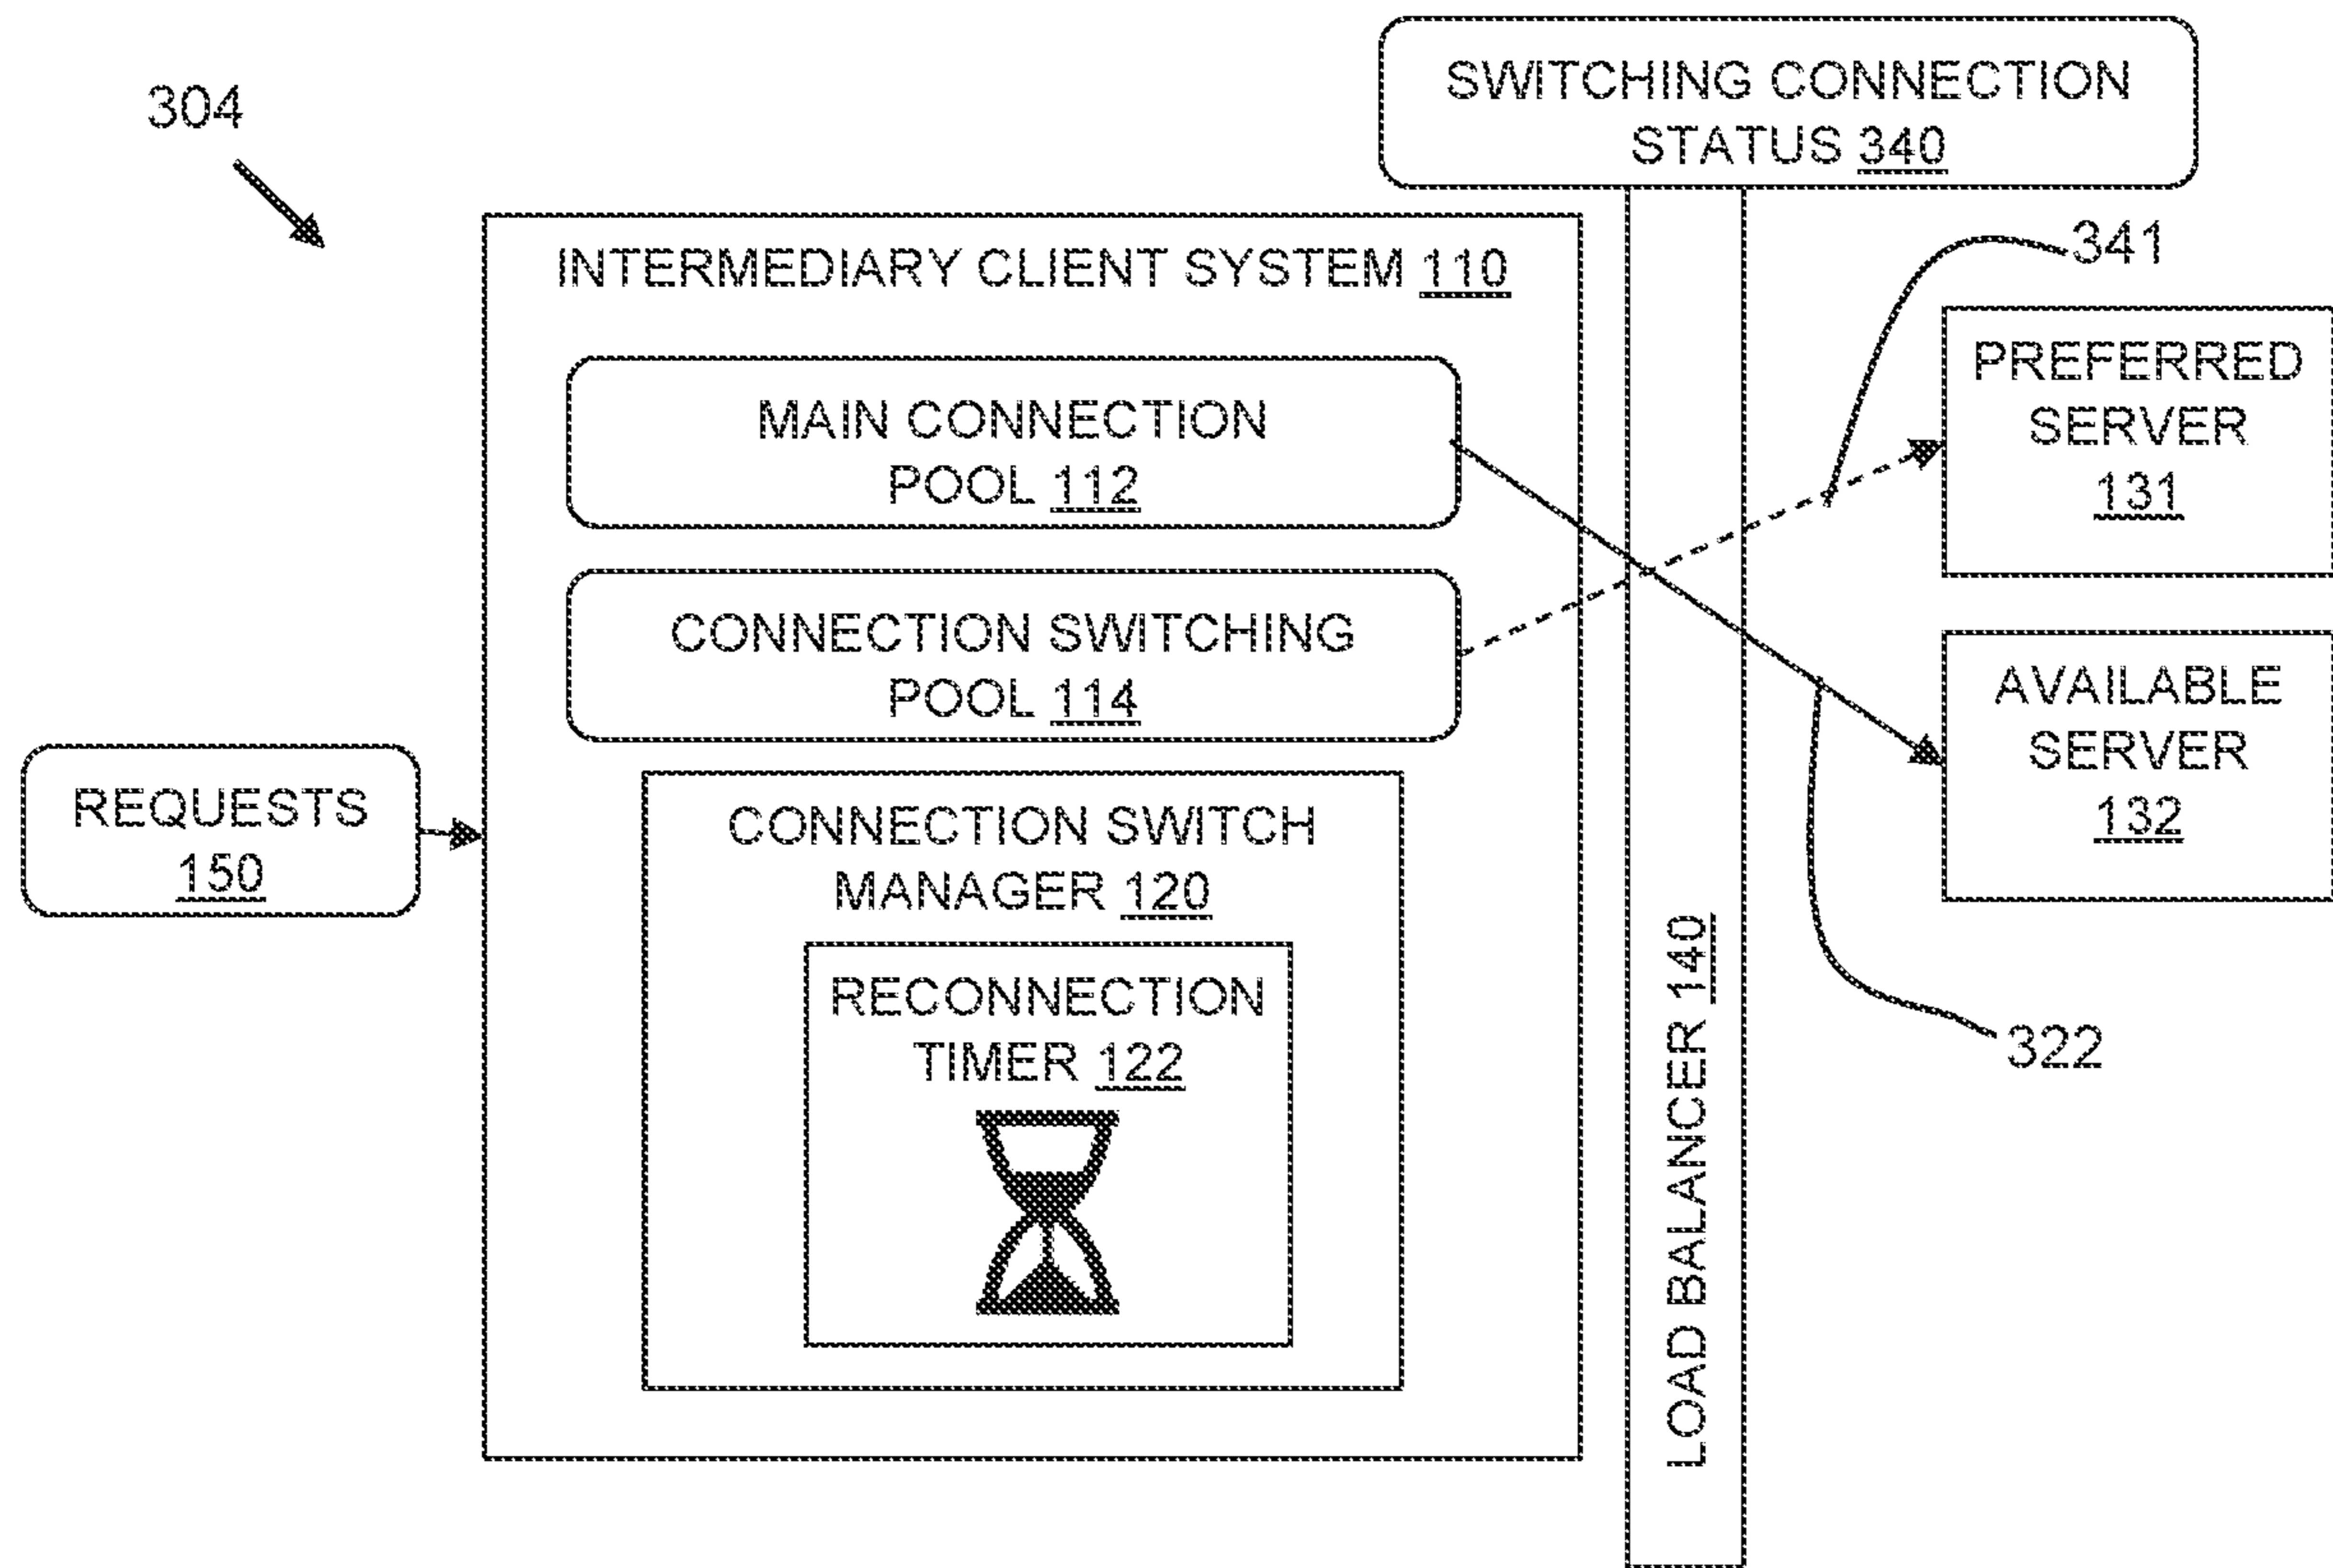 304
SWITCHING CONNECTION
STATUS 340
INTERMEDIARY CLIENT SYSTEM 110
341
MAIN CONNECTION
POOL 112
PREFERRED
SERVER
131
CONNECTION SWITCHING
POOL 114
AVAILABLE
SERVER
132
REQUESTS
150
CONNECTION SWITCH
MANAGER 120
RECONNECTION
TIMER 122
LOAD BALANCER 140
322